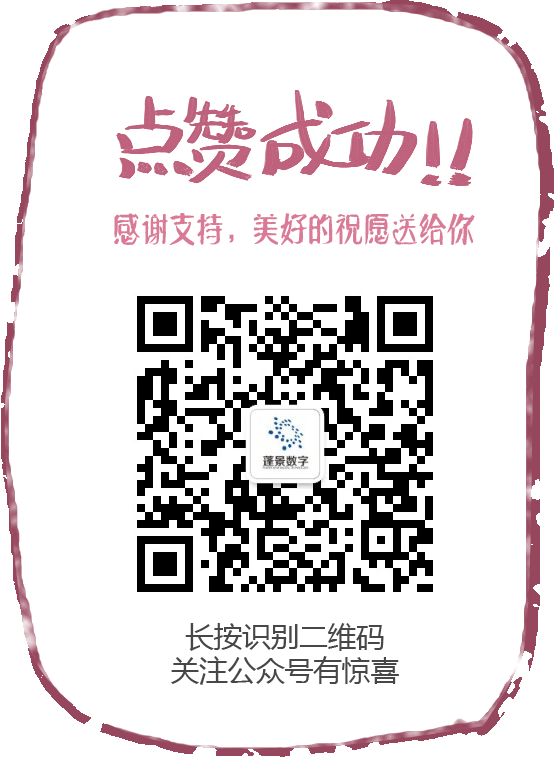 点赞成功!!
感谢支持，美好的祝愿送给你
蓬景数字
长按识别二维码
关注公众号有惊喜